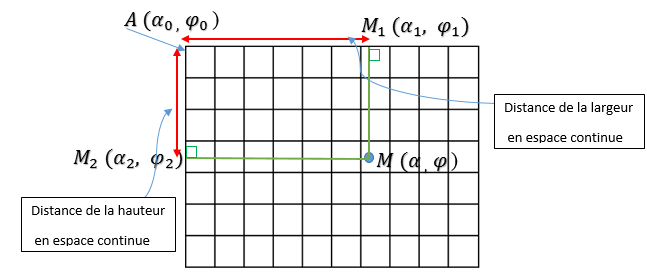 A (α₀, φ₀)
M₁ (α₁, φ₁)
Distance de la largeur
en espace continue
M₂ (α₂, φ₂)
M (α, φ)
Distance de la hauteur
en espace continue